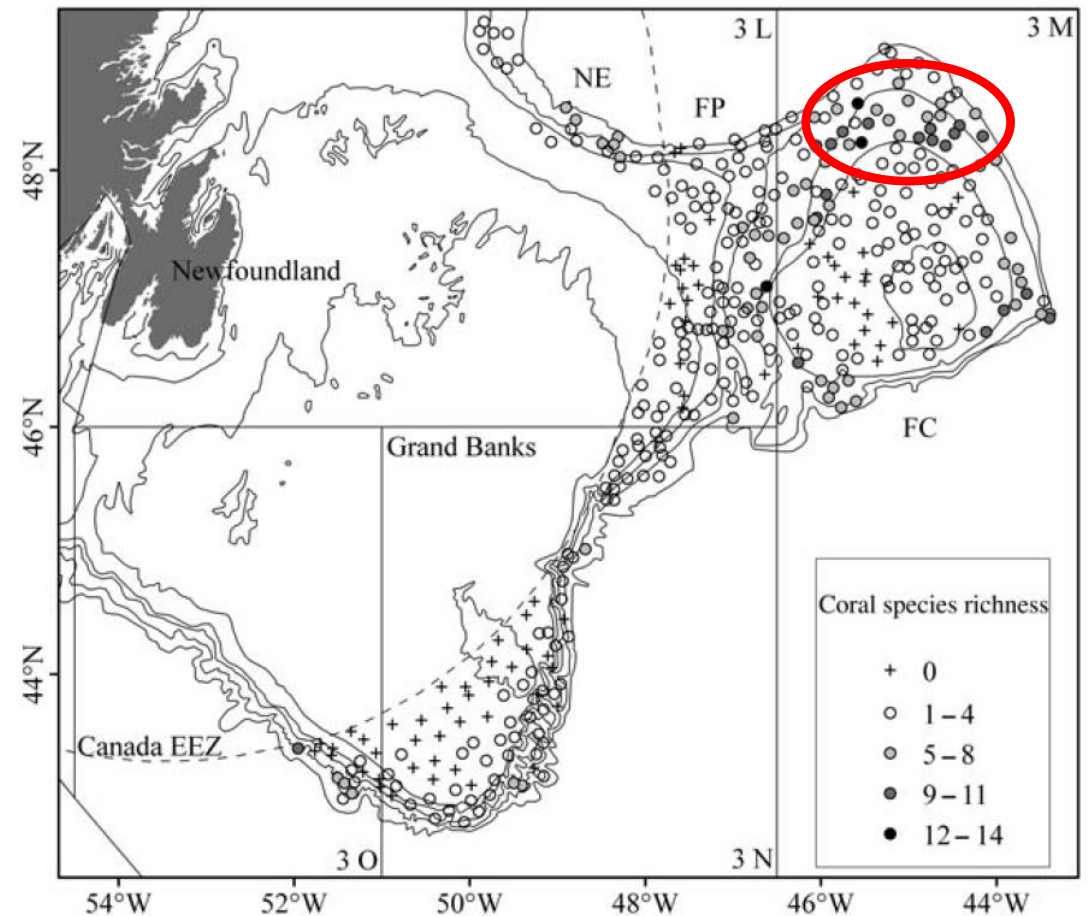 3 L
3 M
NE
FP
48°N
Newfoundland
46°N
Grand Banks
FC
Coral species richness
+ 0
1 – 4
5 – 8
9 – 11
12 – 14
44°N
Canada EEZ
3 O
3 N
54°W
52°W
50°W
48°W
46°W
44°W